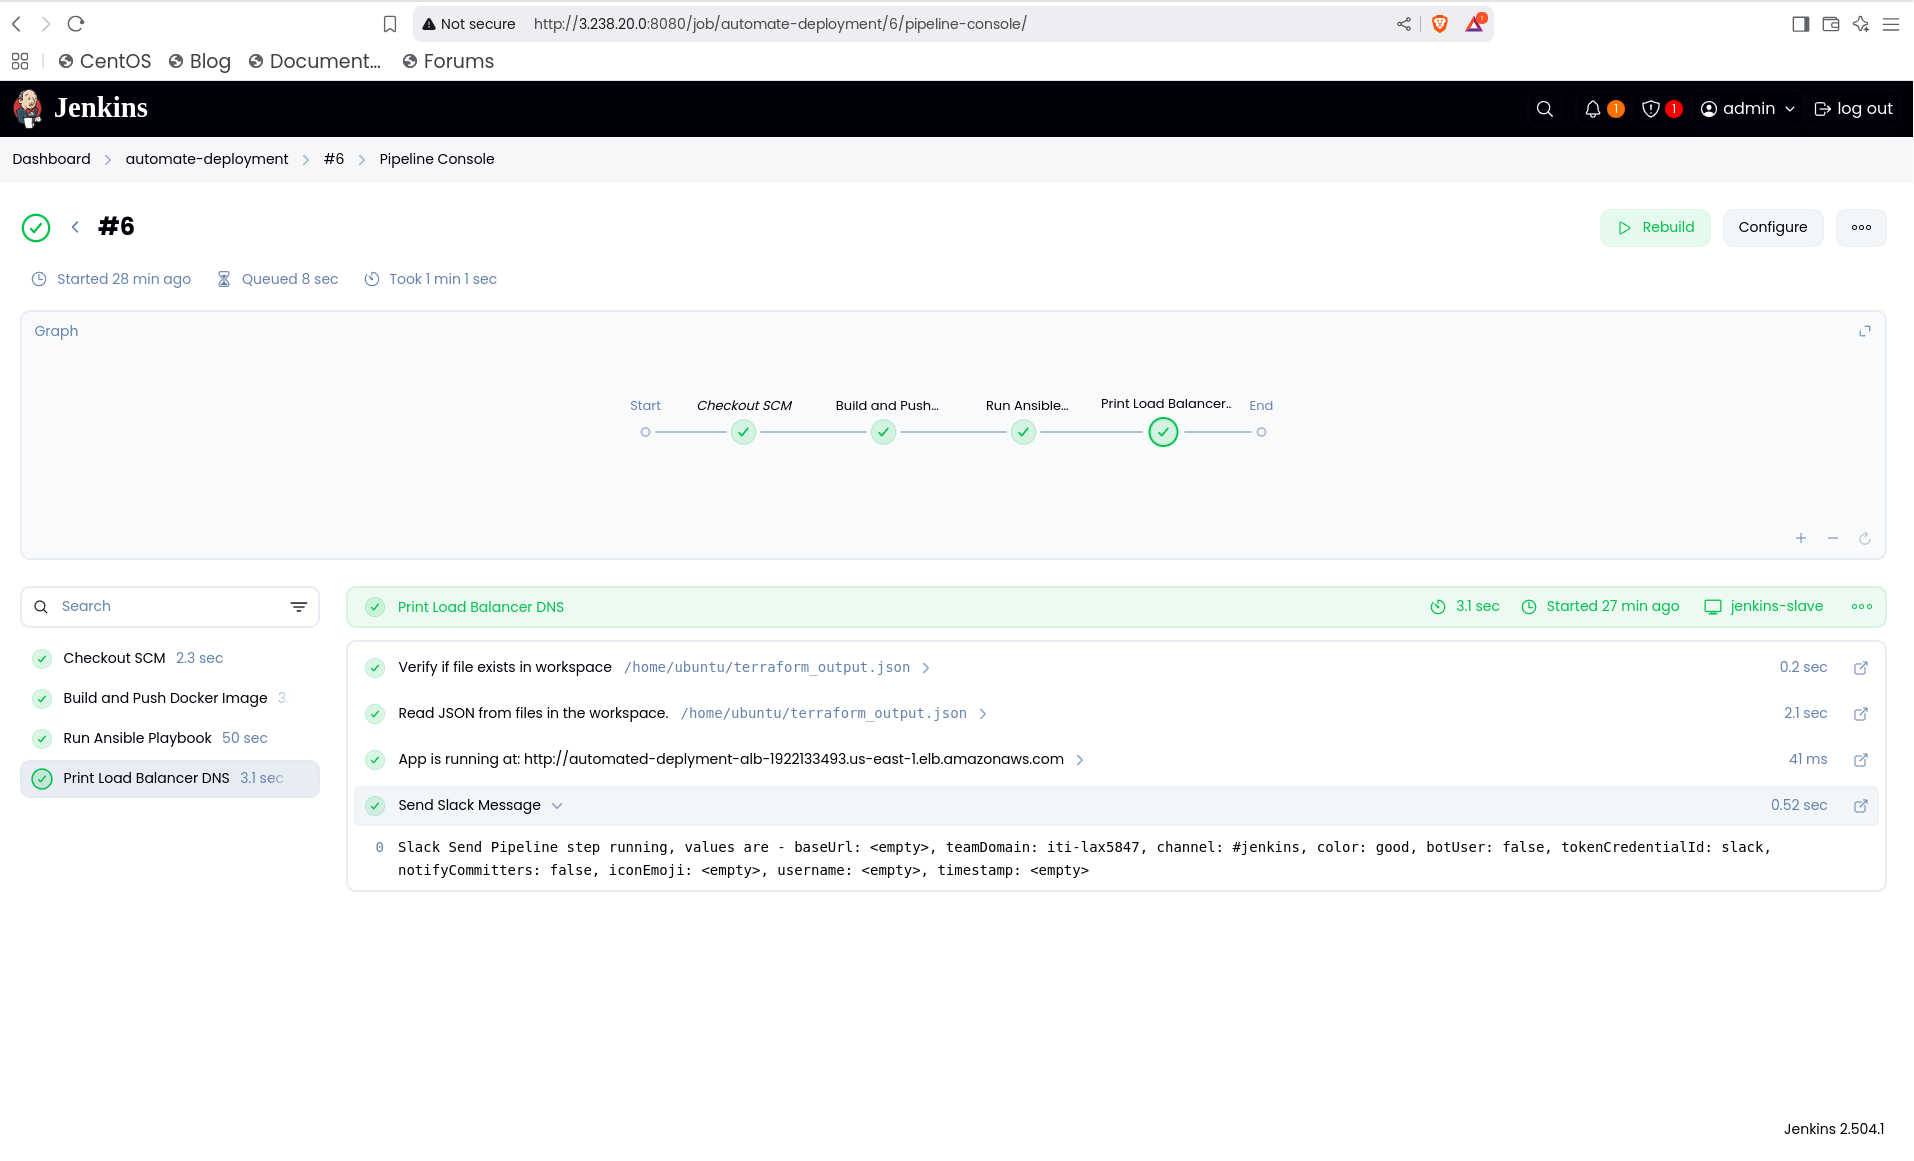 Not secure http://3.238.20.0:8080/job/automate-deployment/6/pipeline-console/
CentOS Blog Document... Forums
Jenkins
1 1 admin log out
Dashboard automate-deployment #6 Pipeline Console
#6
Rebuild Configure
Started 28 min ago Queued 8 sec Took 1 min 1 sec
Graph
Start Checkout SCM Build and Push... Run Ansible... Print Load Balancer... End
Search
Print Load Balancer DNS 3.1 sec Started 27 min ago jenkins-slave
Checkout SCM 2.3 sec
Build and Push Docker Image 3.
Run Ansible Playbook 50 sec
Print Load Balancer DNS 3.1 sec
Verify if file exists in workspace /home/ubuntu/terraform_output.json 0.2 sec
Read JSON from files in the workspace. /home/ubuntu/terraform_output.json 2.1 sec
App is running at: http://automated-deplyment-alb-1922133493.us-east-1.elb.amazonaws.com 41 ms
Send Slack Message 0.52 sec
0 Slack Send Pipeline step running, values are - baseUrl: <empty>, teamDomain: iti-lax5847, channel: #jenkins, color: good, botUser: false, tokenCredentialId: slack,
notifyCommitters: false, iconEmoji: <empty>, username: <empty>, timestamp: <empty>
Jenkins 2.504.1